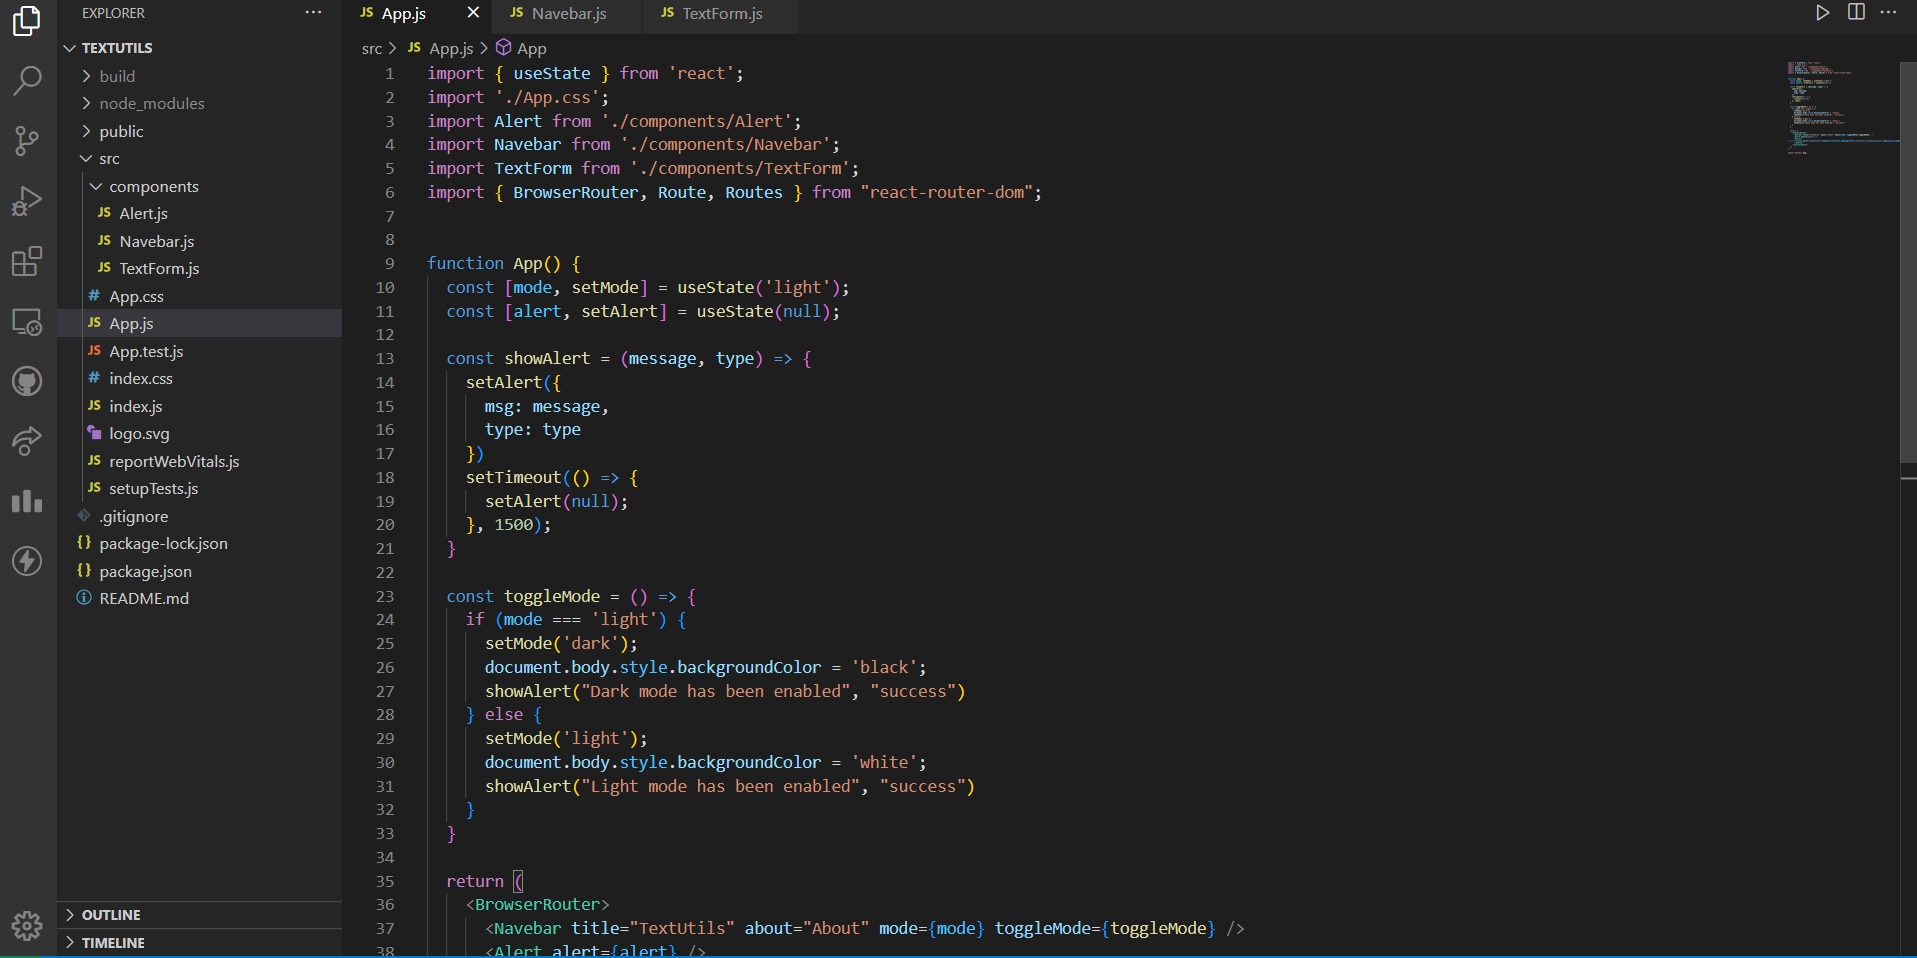 EXPLORER
TEXTUTILS
build
node_modules
public
src
components
JS Alert.js
JS Navebar.js
JS TextForm.js
# App.css
JS App.js
JS App.test.js
# index.css
JS index.js
logo.svg
JS reportWebVitals.js
JS setupTests.js
.gitignore
{} package-lock.json
{} package.json
README.md
OUTLINE
TIMELINE
JS App.js
JS Navebar.js
JS TextForm.js
src > JS App.js > App
1 import { useState } from 'react';
2 import './App.css';
3 import Alert from './components/Alert';
4 import Navebar from './components/Navebar';
5 import TextForm from './components/TextForm';
6 import { BrowserRouter, Route, Routes } from "react-router-dom";
7
8
9 function App() {
10 const [mode, setMode] = useState('light');
11 const [alert, setAlert] = useState(null);
12
13 const showAlert = (message, type) => {
14 setAlert({
15 msg: message,
16 type: type
17 })
18 setTimeout(() => {
19 setAlert(null);
20 }, 1500);
21 }
22
23 const toggleMode = () => {
24 if (mode === 'light') {
25 setMode('dark');
26 document.body.style.backgroundColor = 'black';
27 showAlert("Dark mode has been enabled", "success")
28 } else {
29 setMode('light');
30 document.body.style.backgroundColor = 'white';
31 showAlert("Light mode has been enabled", "success")
32 }
33 }
34
35 return (
36 <BrowserRouter>
37 <Navebar title="TextUtils" about="About" mode={mode} toggleMode={toggleMode} />
38 <Alert alert={alert} />